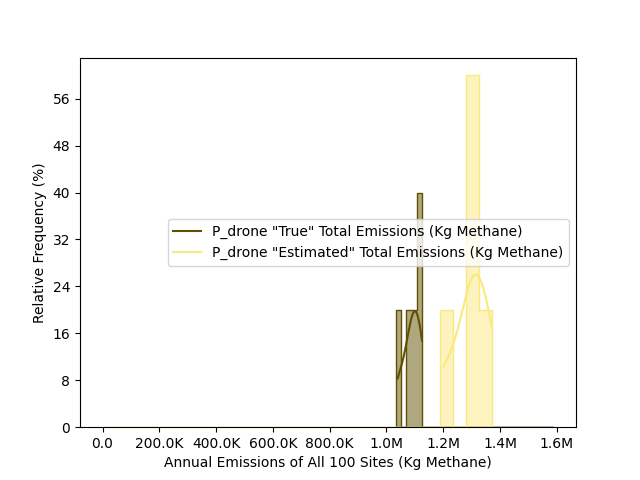 56
48
40
32
24
16
8
0
Relative Frequency (%)
P_drone "True" Total Emissions (Kg Methane)
P_drone "Estimated" Total Emissions (Kg Methane)
0.0 200.0K 400.0K 600.0K 800.0K 1.0M 1.2M 1.4M 1.6M
Annual Emissions of All 100 Sites (Kg Methane)